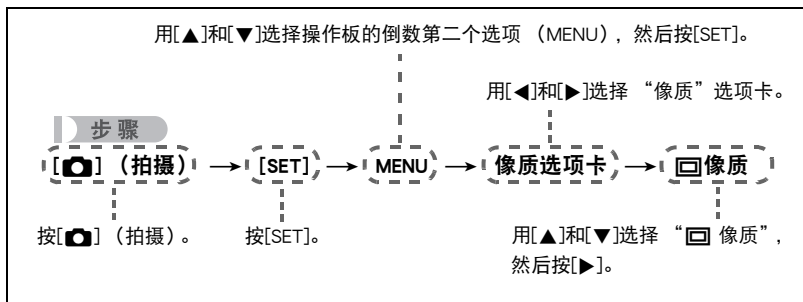 用[▲]和[▼]选择操作板的倒数第二个选项 （MENU），然后按[SET]。
用[◀]和[▶]选择 “像质”选项卡。
步骤
[📷] （拍摄） → [SET] → MENU → 像质选项卡 → 像质
按[📷] （拍摄）。 按[SET]。 用[▲]和[▼]选择 “ 像质”，
然后按[▶]。